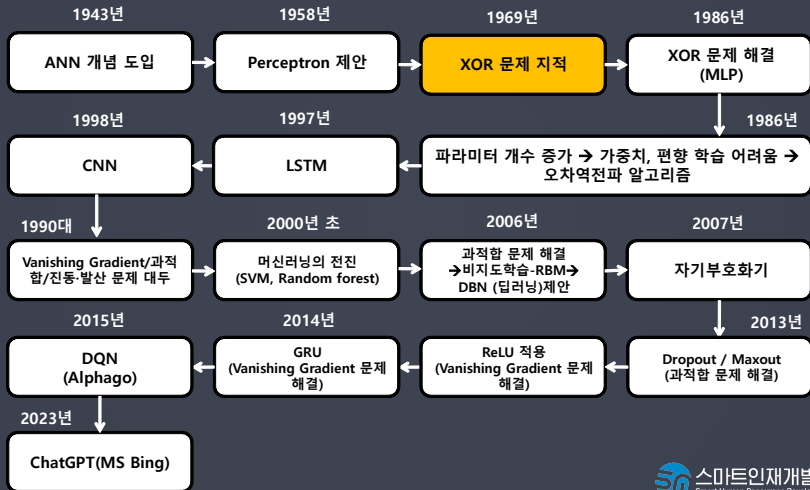 1943년
1958년
1969년
1986년
ANN 개념 도입
Perceptron 제안
XOR 문제 지적
XOR 문제 해결
(MLP)
1998년
1997년
1986년
CNN
LSTM
파라미터 개수 증가 → 가중치, 편향 학습 어려움 →
오차역전파 알고리즘
1990대
2000년 초
2006년
2007년
Vanishing Gradient/과적
합/진동·발산 문제 대두
머신러닝의 전진
(SVM, Random forest)
과적합 문제 해결
→비지도학습-RBM→
DBN (딥러닝)제안
자기부호화기
2015년
2014년
2013년
DQN
(Alphago)
GRU
(Vanishing Gradient 문제
해결)
ReLU 적용
(Vanishing Gradient 문제
해결)
Dropout / Maxout
(과적합 문제 해결)
2023년
ChatGPT(MS Bing)
스마트인재개발